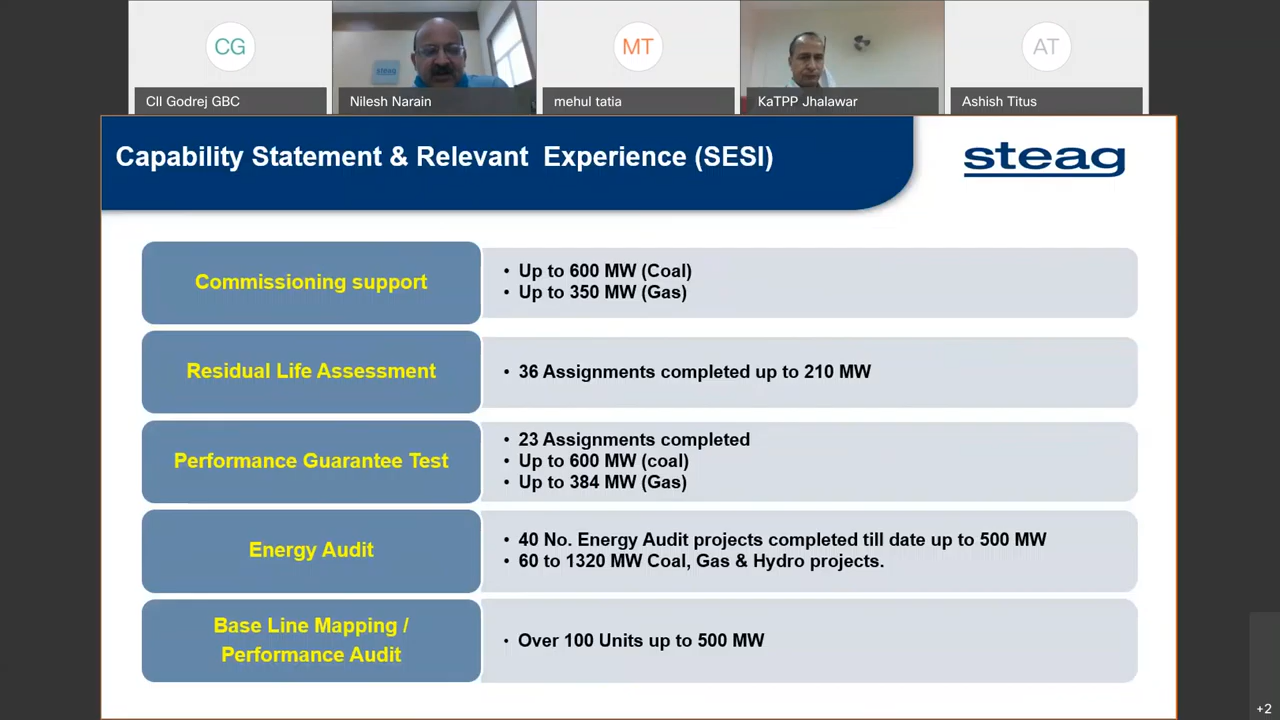 CG
MT
AT
steag
CII Godrej GBC
Nilesh Narain
mehul tatia
KaTPP Jhalawar
Ashish Titus
Capability Statement & Relevant Experience (SESI)
steag
Commissioning support
• Up to 600 MW (Coal)
• Up to 350 MW (Gas)
Residual Life Assessment
• 36 Assignments completed up to 210 MW
Performance Guarantee Test
• 23 Assignments completed
• Up to 600 MW (coal)
• Up to 384 MW (Gas)
Energy Audit
• 40 No. Energy Audit projects completed till date up to 500 MW
• 60 to 1320 MW Coal, Gas & Hydro projects.
Base Line Mapping /
Performance Audit
• Over 100 Units up to 500 MW
+2